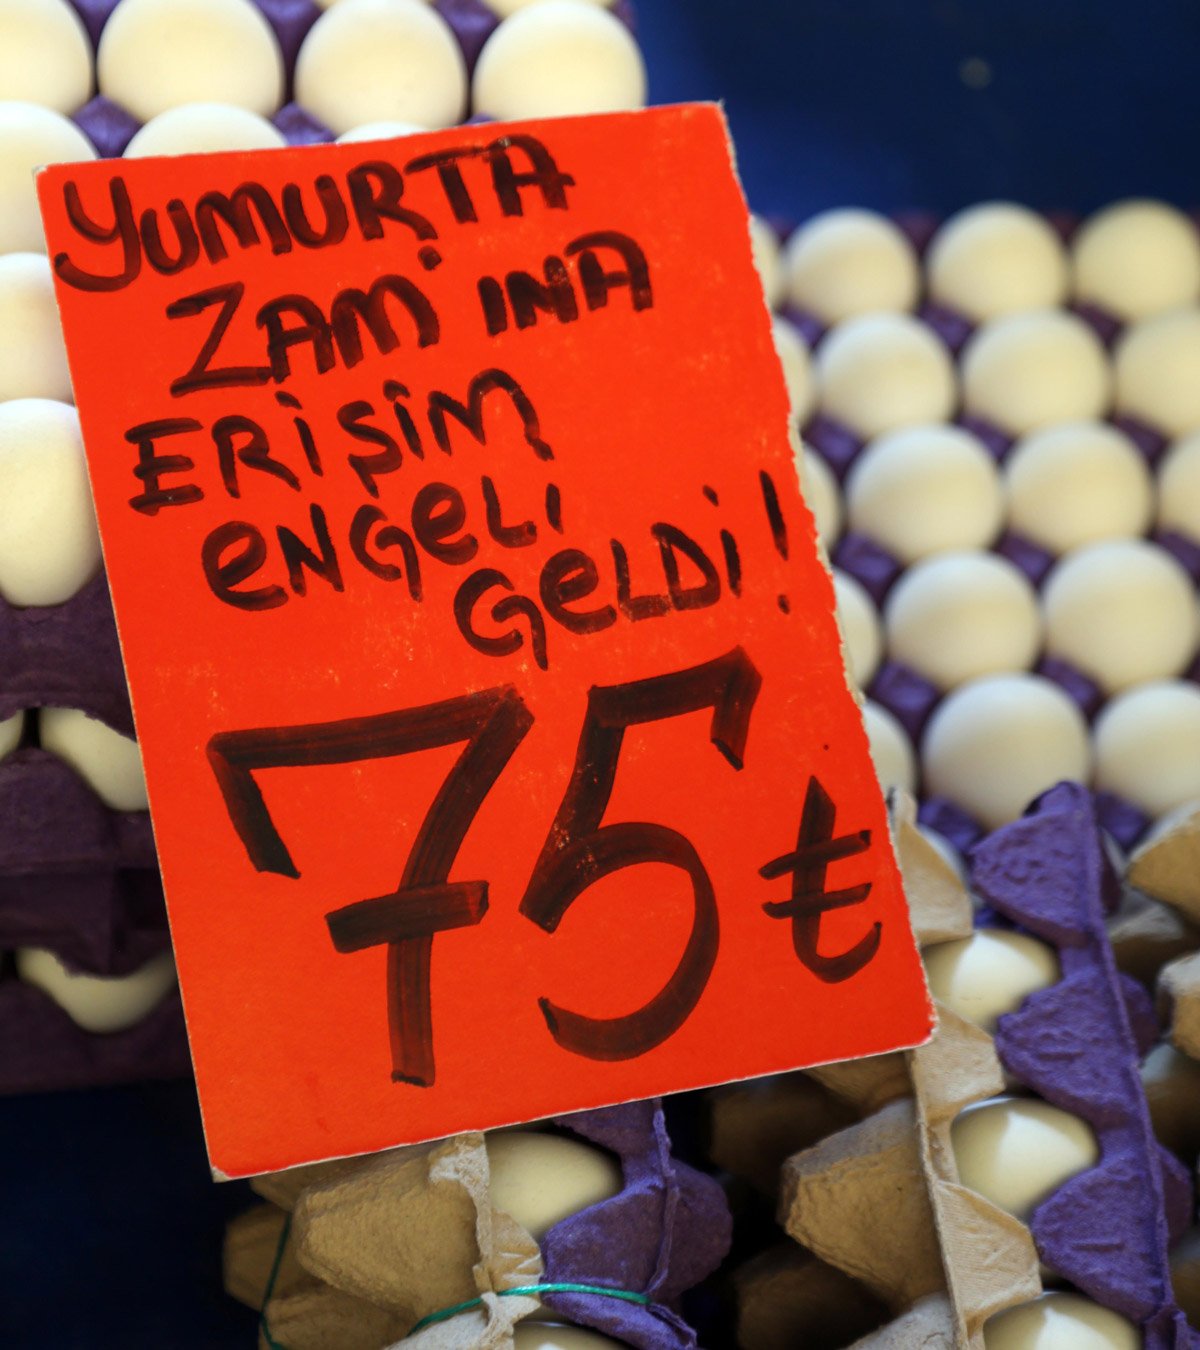 YUMURTA
ZAM INA
ERİŞİM
ENGELİ
GELDİ!
75 ₺